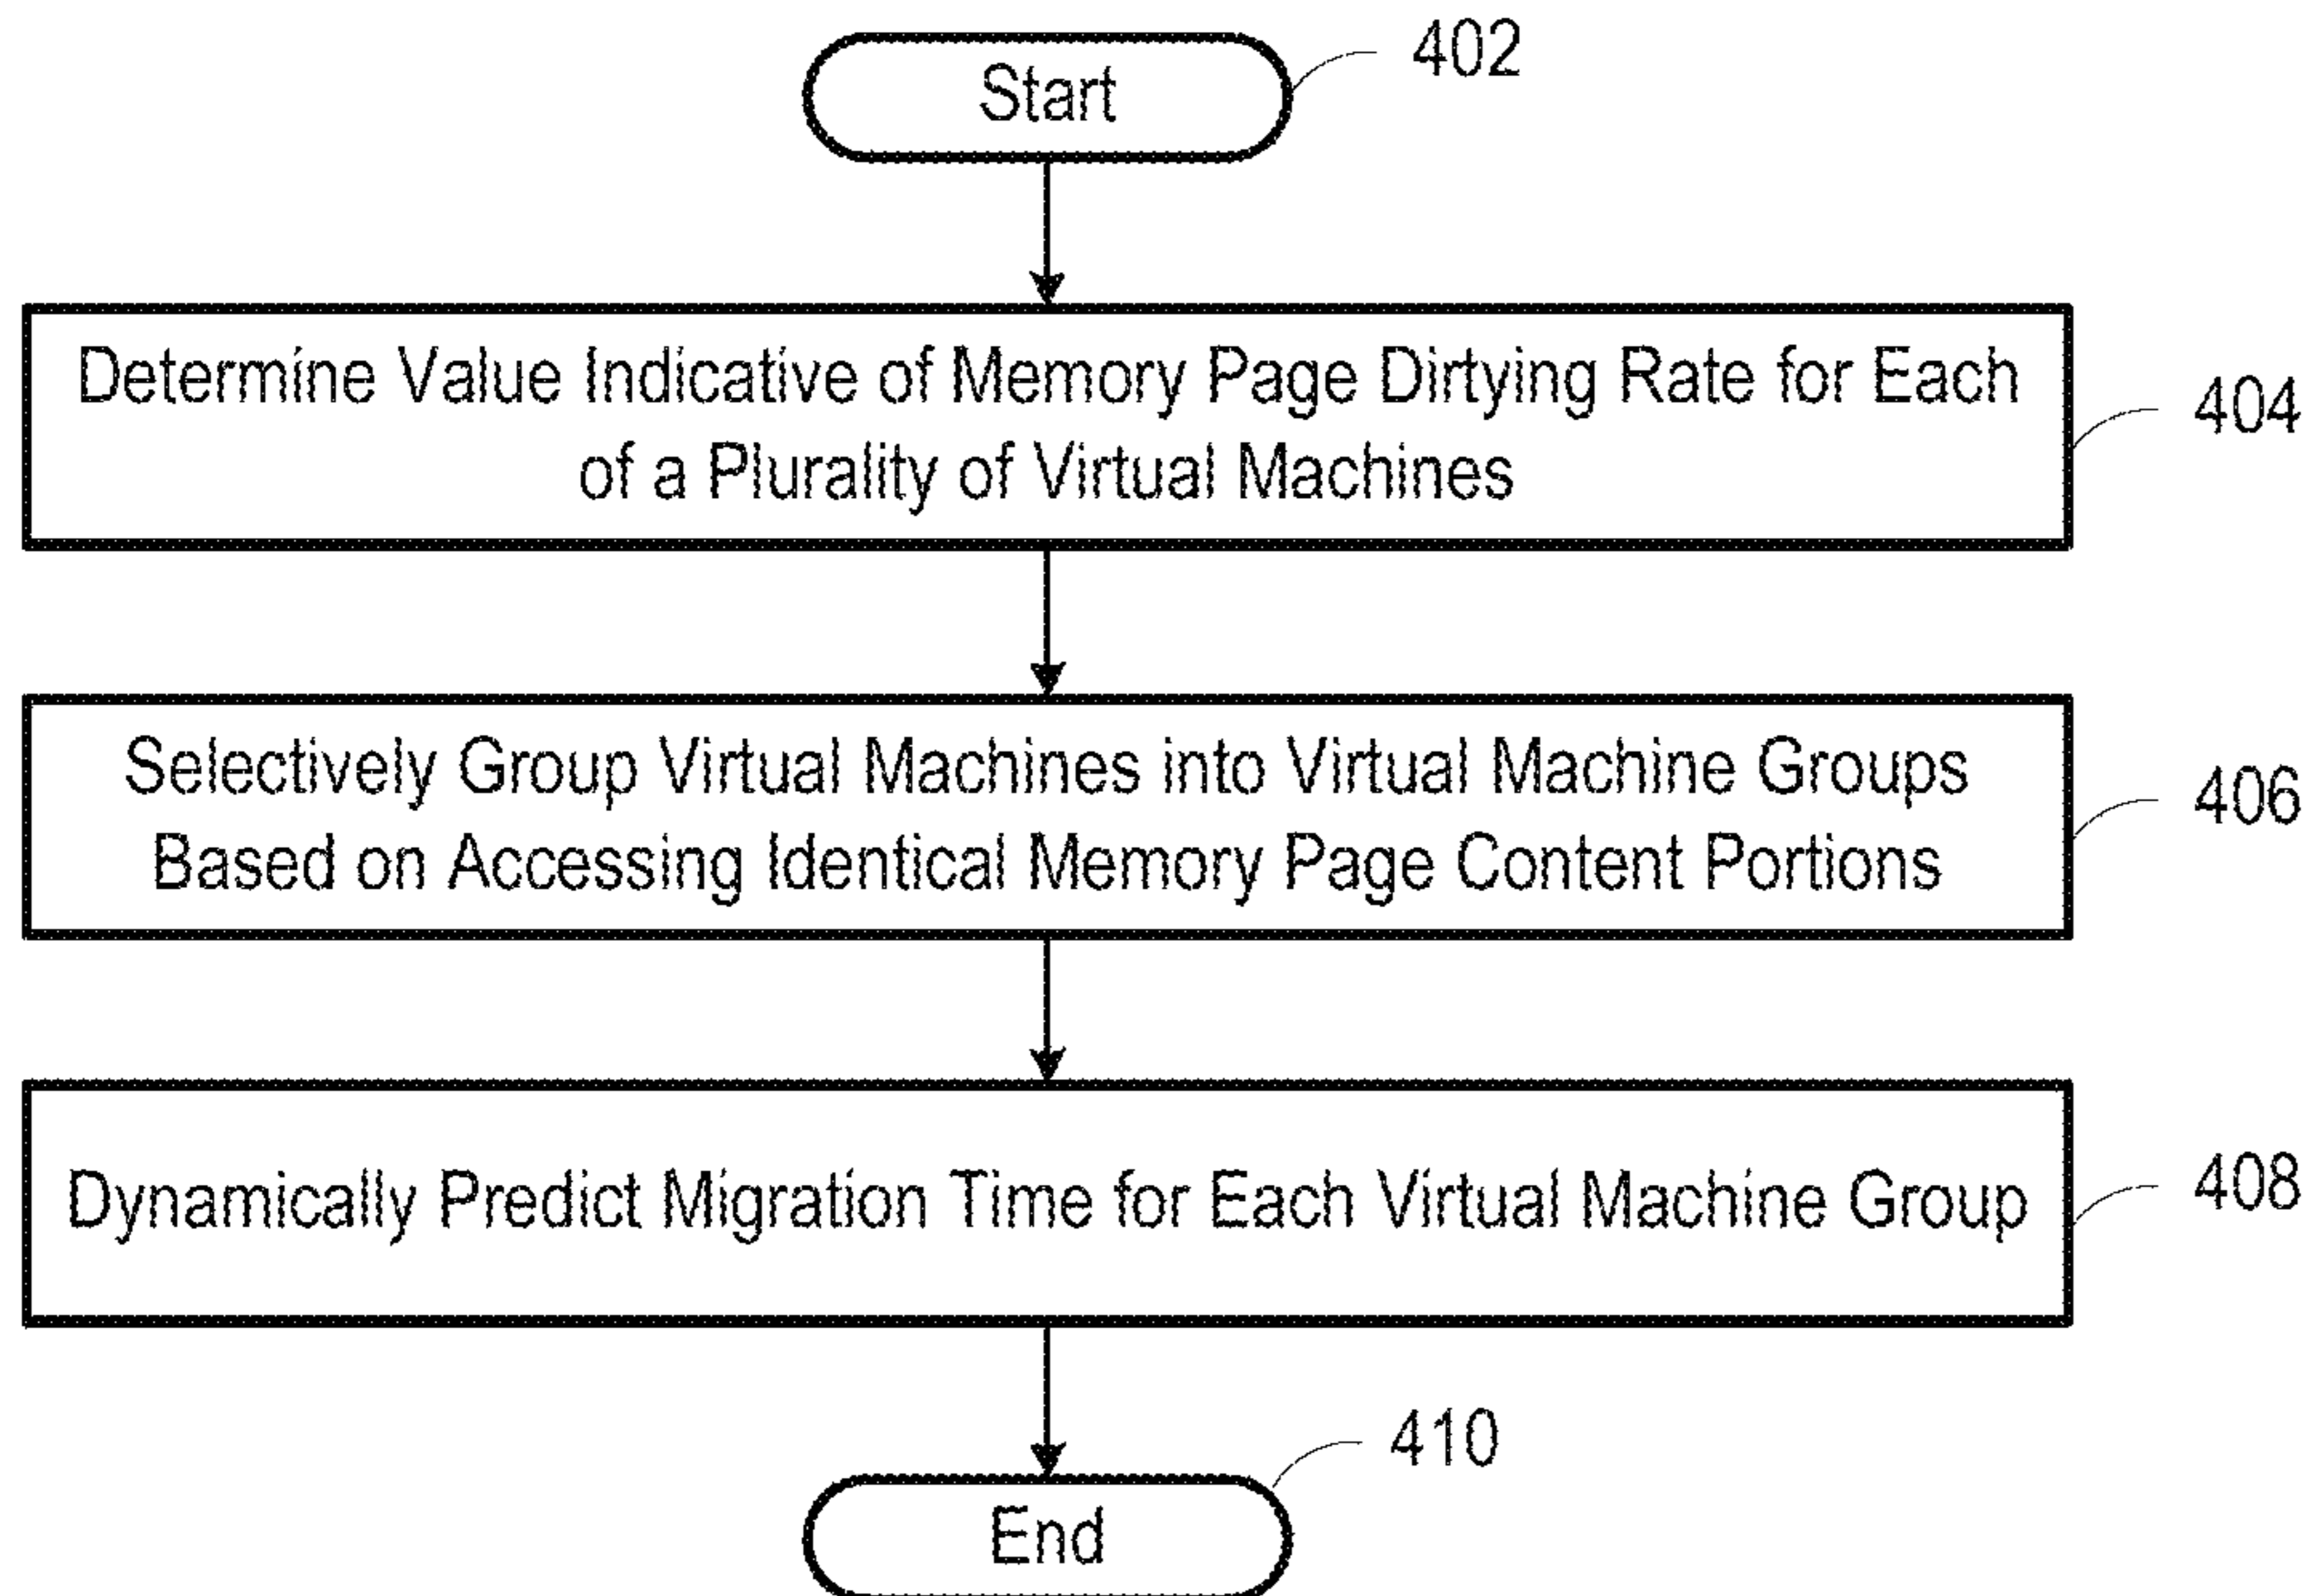 Start
402
Determine Value Indicative of Memory Page Dirtying Rate for Each
of a Plurality of Virtual Machines
404
Selectively Group Virtual Machines into Virtual Machine Groups
Based on Accessing Identical Memory Page Content Portions
406
Dynamically Predict Migration Time for Each Virtual Machine Group
408
410
End